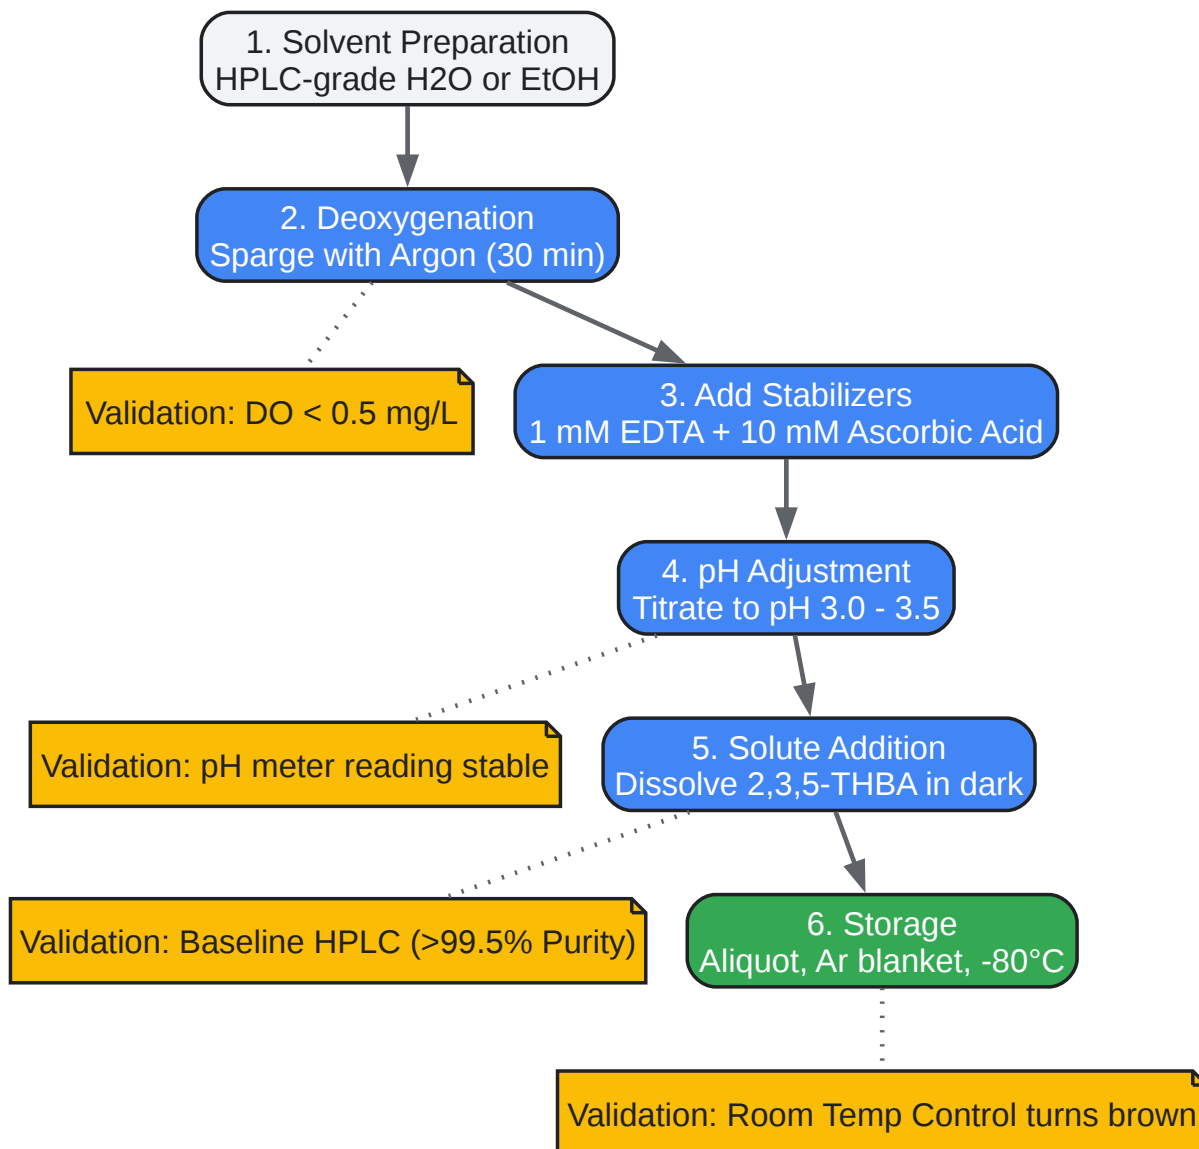 1. Solvent Preparation
HPLC-grade H2O or EtOH
2. Deoxygenation
Sparge with Argon (30 min)
Validation: DO < 0.5 mg/L
3. Add Stabilizers
1 mM EDTA + 10 mM Ascorbic Acid
4. pH Adjustment
Titrate to pH 3.0 - 3.5
Validation: pH meter reading stable
5. Solute Addition
Dissolve 2,3,5-THBA in dark
Validation: Baseline HPLC (>99.5% Purity)
6. Storage
Aliquot, Ar blanket, -80°C
Validation: Room Temp Control turns brown